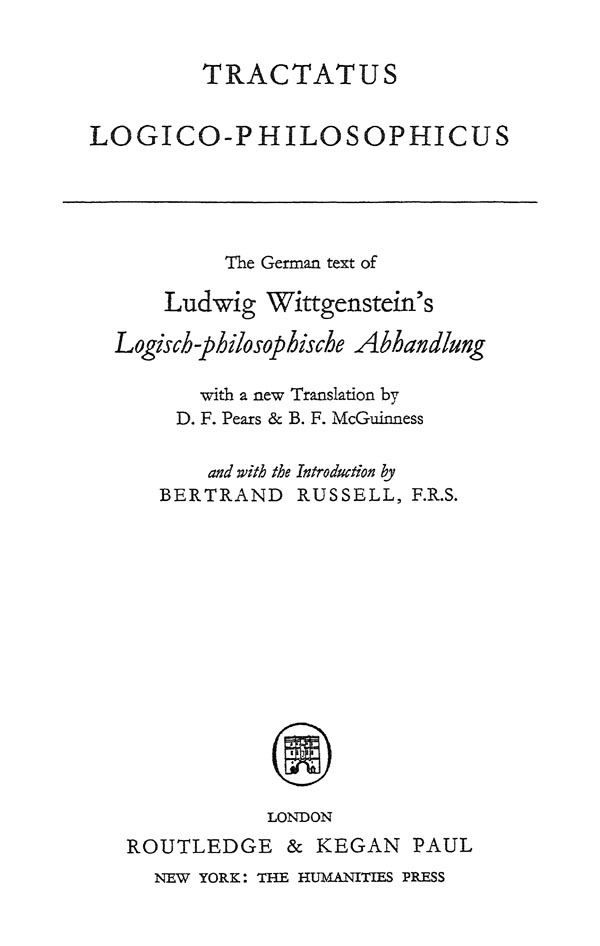 TRACTATUS
LOGICO-PHILOSOPHICUS
The German text of
Ludwig Wittgenstein's
Logisch-philosophische Abhandlung
with a new Translation by
D. F. Pears & B. F. McGuinness
and with the Introduction by
BERTRAND RUSSELL, F.R.S.
LONDON
ROUTLEDGE & KEGAN PAUL
NEW YORK: THE HUMANITIES PRESS